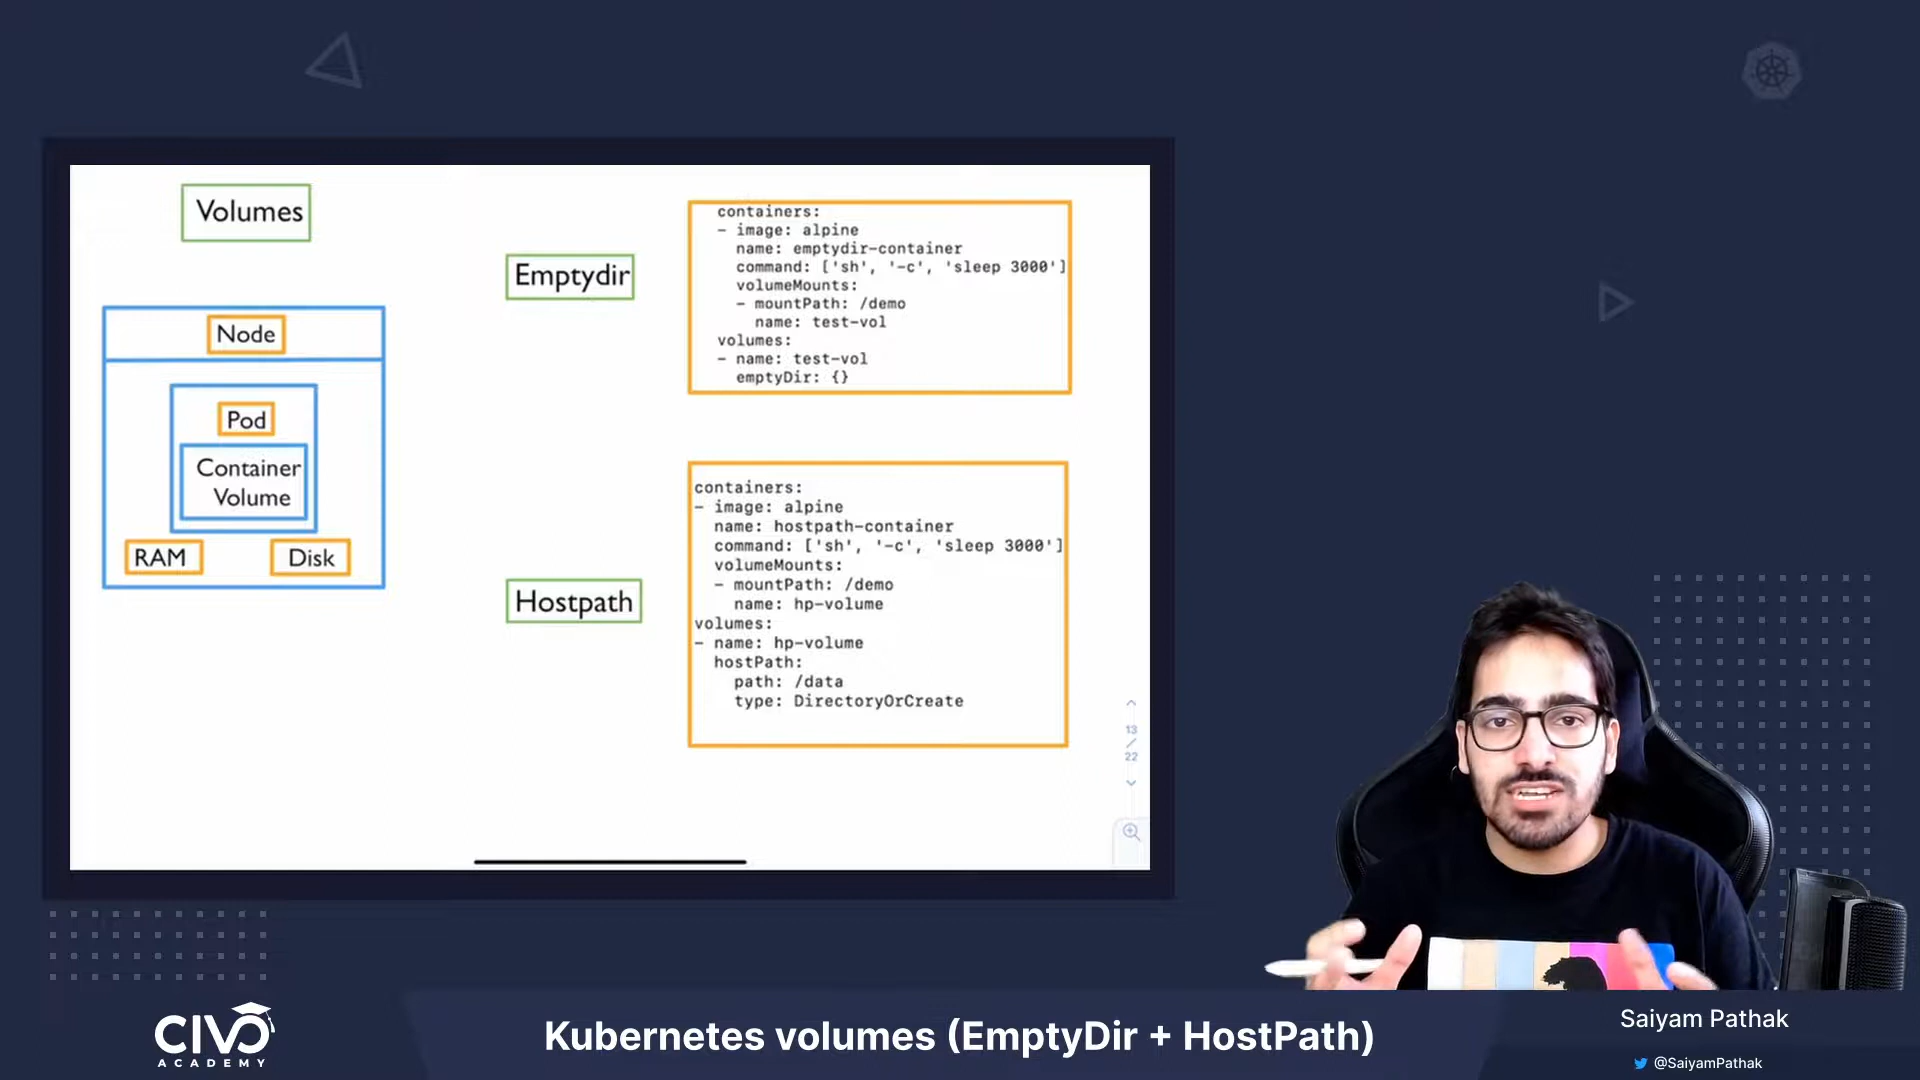 Volumes
Node
Pod
Container
Volume
RAM
Disk
Emptydir
containers:
- image: alpine
name: emptydir-container
command: ['sh', '-c', 'sleep 3000']
volumeMounts:
- mountPath: /demo
name: test-vol
volumes:
- name: test-vol
emptyDir: {}
Hostpath
containers:
- image: alpine
name: hostpath-container
command: ['sh', '-c', 'sleep 3000']
volumeMounts:
- mountPath: /demo
name: hp-volume
volumes:
- name: hp-volume
hostPath:
path: /data
type: DirectoryOrCreate
13
/
22
CIVO
ACADEMY
Kubernetes volumes (EmptyDir + HostPath)
Saiyam Pathak
@SaiyamPathak